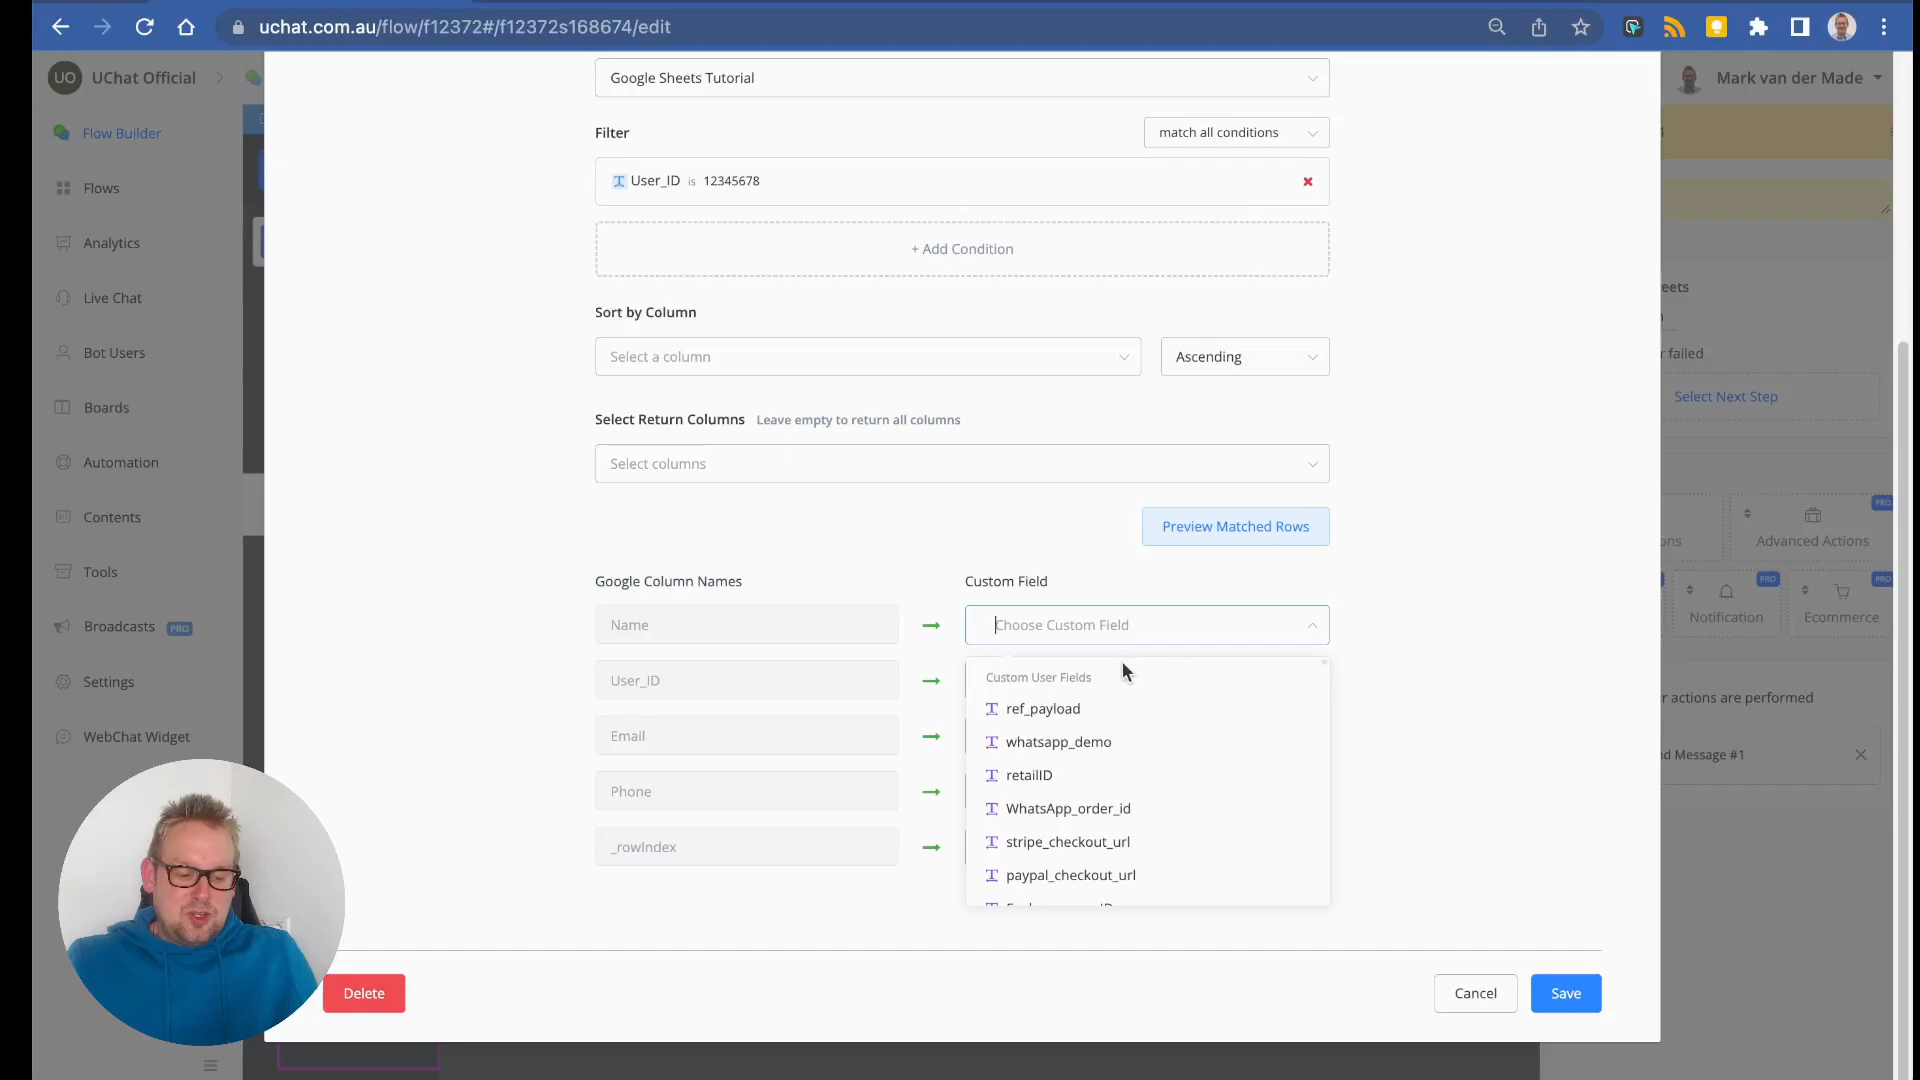 uchat.com.au/flow/f12372#/f12372s168674/edit
UO UChat Official
Mark van der Made
Flow Builder
Flows
Analytics
Live Chat
Bot Users
Boards
Automation
Contents
Tools
Broadcasts PRO
Settings
WebChat Widget
Google Sheets Tutorial
Filter
match all conditions
User_ID is 12345678
+ Add Condition
Sort by Column
Select a column
Ascending
Select Return Columns Leave empty to return all columns
Select columns
Preview Matched Rows
Google Column Names
Custom Field
Name
Choose Custom Field
User_ID
Email
Phone
_rowIndex
Custom User Fields
ref_payload
whatsapp_demo
retailID
WhatsApp_order_id
stripe_checkout_url
paypal_checkout_url
Delete
Cancel
Save
eets
failed
Select Next Step
PRO
ons
Advanced Actions
PRO
PRO
Notification
Ecommerce
r actions are performed
nd Message #1